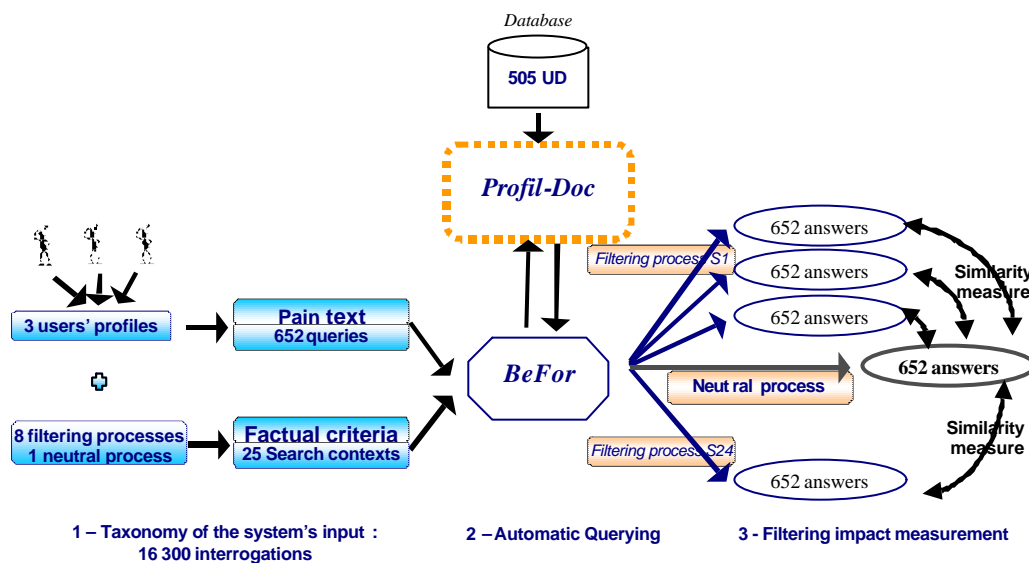 Database
505 UD
Profil-Doc
3 users' profiles
Pain text
652 queries
8 filtering processes
1 neutral process
Factual criteria
25 Search contexts
BeFor
Filtering process S1
Neut ral process
Filtering process S24
652 answers
652 answers
652 answers
652 answers
652 answers
Similarity
measure
Similarity
measure
1 – Taxonomy of the system's input :
16 300 interrogations
2 – Automatic Querying
3 - Filtering impact measurement